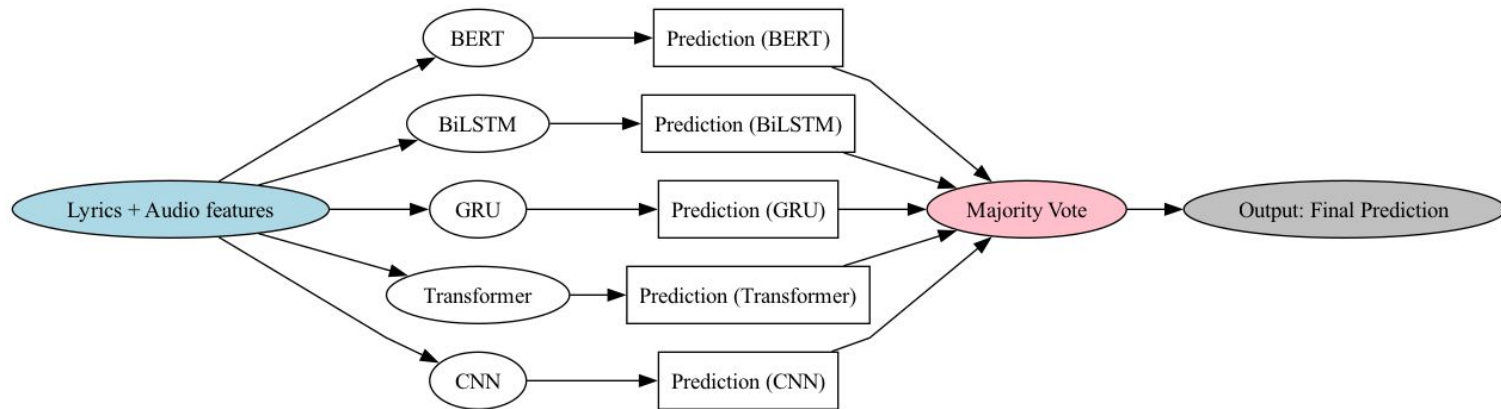 BERT
Prediction (BERT)
BiLSTM
Prediction (BiLSTM)
Lyrics + Audio features
GRU
Prediction (GRU)
Majority Vote
Output: Final Prediction
Transformer
Prediction (Transformer)
CNN
Prediction (CNN)